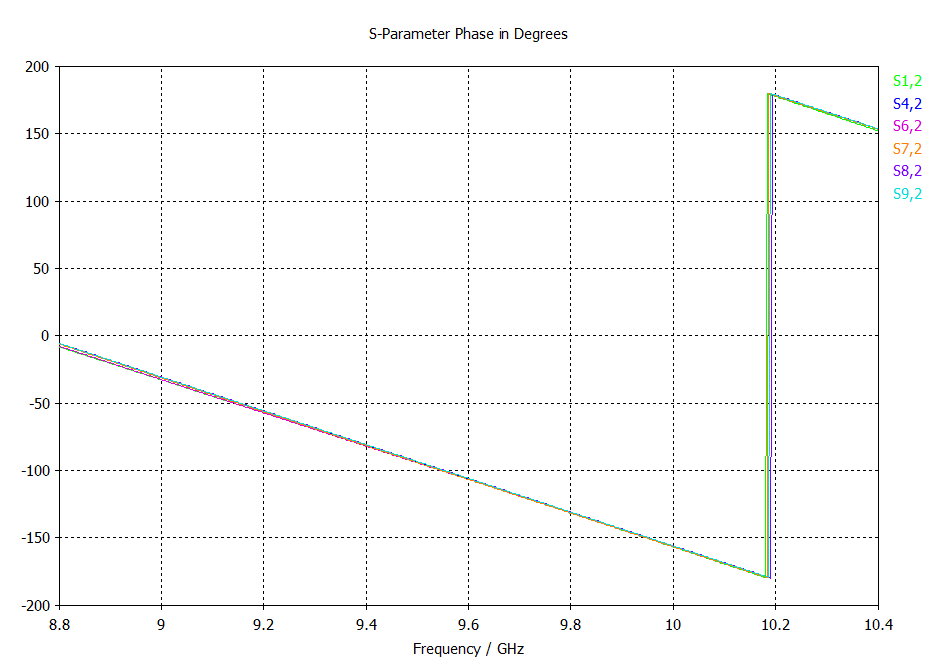 S-Parameter Phase in Degrees
200
150
100
50
0
-50
-100
-150
-200
8.8 9 9.2 9.4 9.6 9.8 10 10.2 10.4
Frequency / GHz
S1,2
S4,2
S6,2
S7,2
S8,2
S9,2